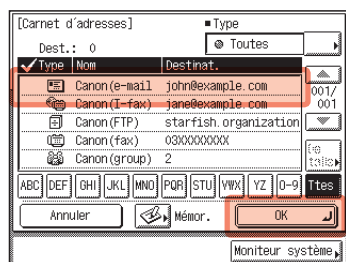 [Carnet d'adresses]
■Type
Dest.: 0
Toutes
Type Nom Destinat.
Canon(e-mail john@example.com
Canon(I-fax) jane@example.com
Canon(FTP) starfish.organization
Canon(fax) 03XXXXXXXX
Canon(group) 2
001/
001
ABC DEF GHI JKL MNO PQR STU VWX YZ 0-9 Ttes
Annuler Mémor. OK
Moniteur système